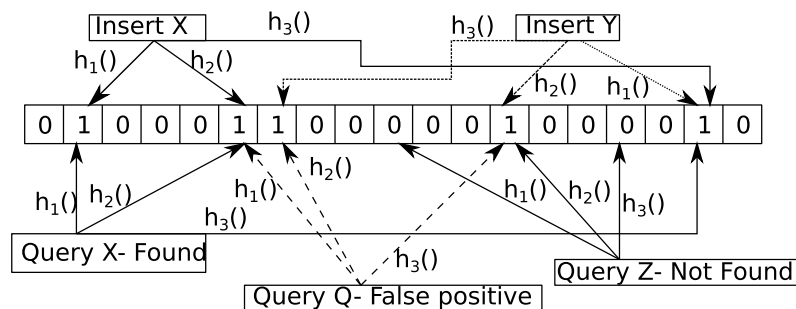 Insert X
h3()
h3()
Insert Y
h1()
h2()
h2()
h1()
0 1 0 0 0 1 1 0 0 0 0 0 1 0 0 0 0 1 0
h1()
h2()
h1()
h2()
h1()
h2()
h3()
h3()
h3()
Query X- Found
Query Z- Not Found
Query Q- False positive